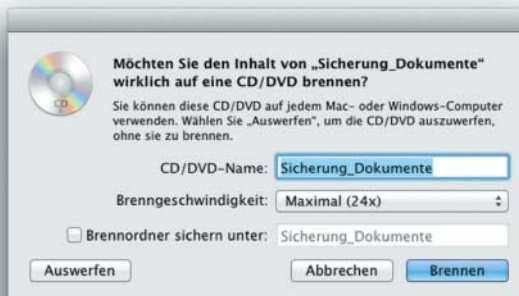 Möchten Sie den Inhalt von „Sicherung_Dokumente“
wirklich auf eine CD/DVD brennen?
Sie können diese CD/DVD auf jedem Mac- oder Windows-Computer
verwenden. Wählen Sie „Auswerfen“, um die CD/DVD auszuwerfen,
ohne sie zu brennen.
CD/DVD-Name: Sicherung_Dokumente
Brenngeschwindigkeit: Maximal (24x)
Brennordner sichern unter: Sicherung_Dokumente
Auswerfen Abbrechen Brennen
CD